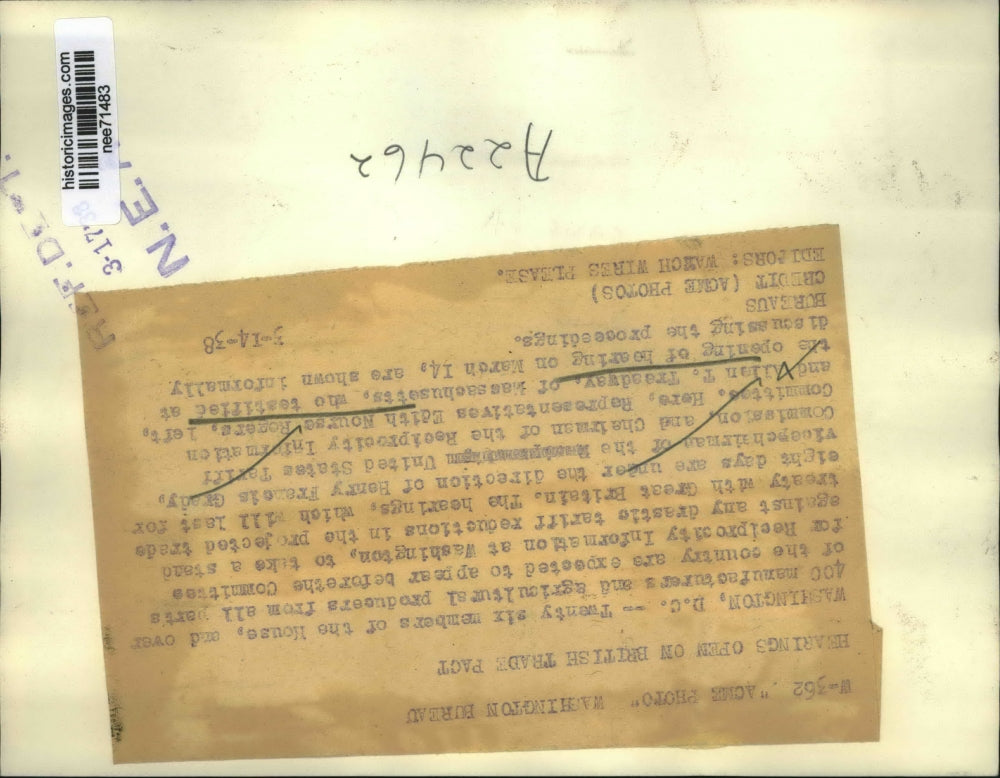 historicimages.com
nee71483
REF. DEPT.
3-17-38
N.E.A
A22462
W-362 "ACME PHOTO" WASHINGTON BUREAU
HEARINGS OPEN ON BRITISH TRADE PACT
WASHINGTON, D.C. -- Twenty six members of the House, and over
400 manufacturers and agricultural producers from all parts
of the country are expected to appear beforethe Committee
for Reciprocity Information at Washington, to take a stand
against any drastic tariff reductions in the projected trade
treaty with Great Britain. The hearings, which will last for
eight days are under the direction of Henry Francis Grady,
vicechairman of the United States Tariff
Commission, and Chairman of the Reciprocity Information
Committee. Here, Representatives Edith Nourse Rogers, left,
and Allen T. Treadway, of Massachusetts, who testified at
the opening of hearing on March 14, are shown informally
discussing the proceedings.
BUREAUS 3-14-38
CREDIT (ACME PHOTOS)
EDITORS: WATCH WIRES PLEASE.